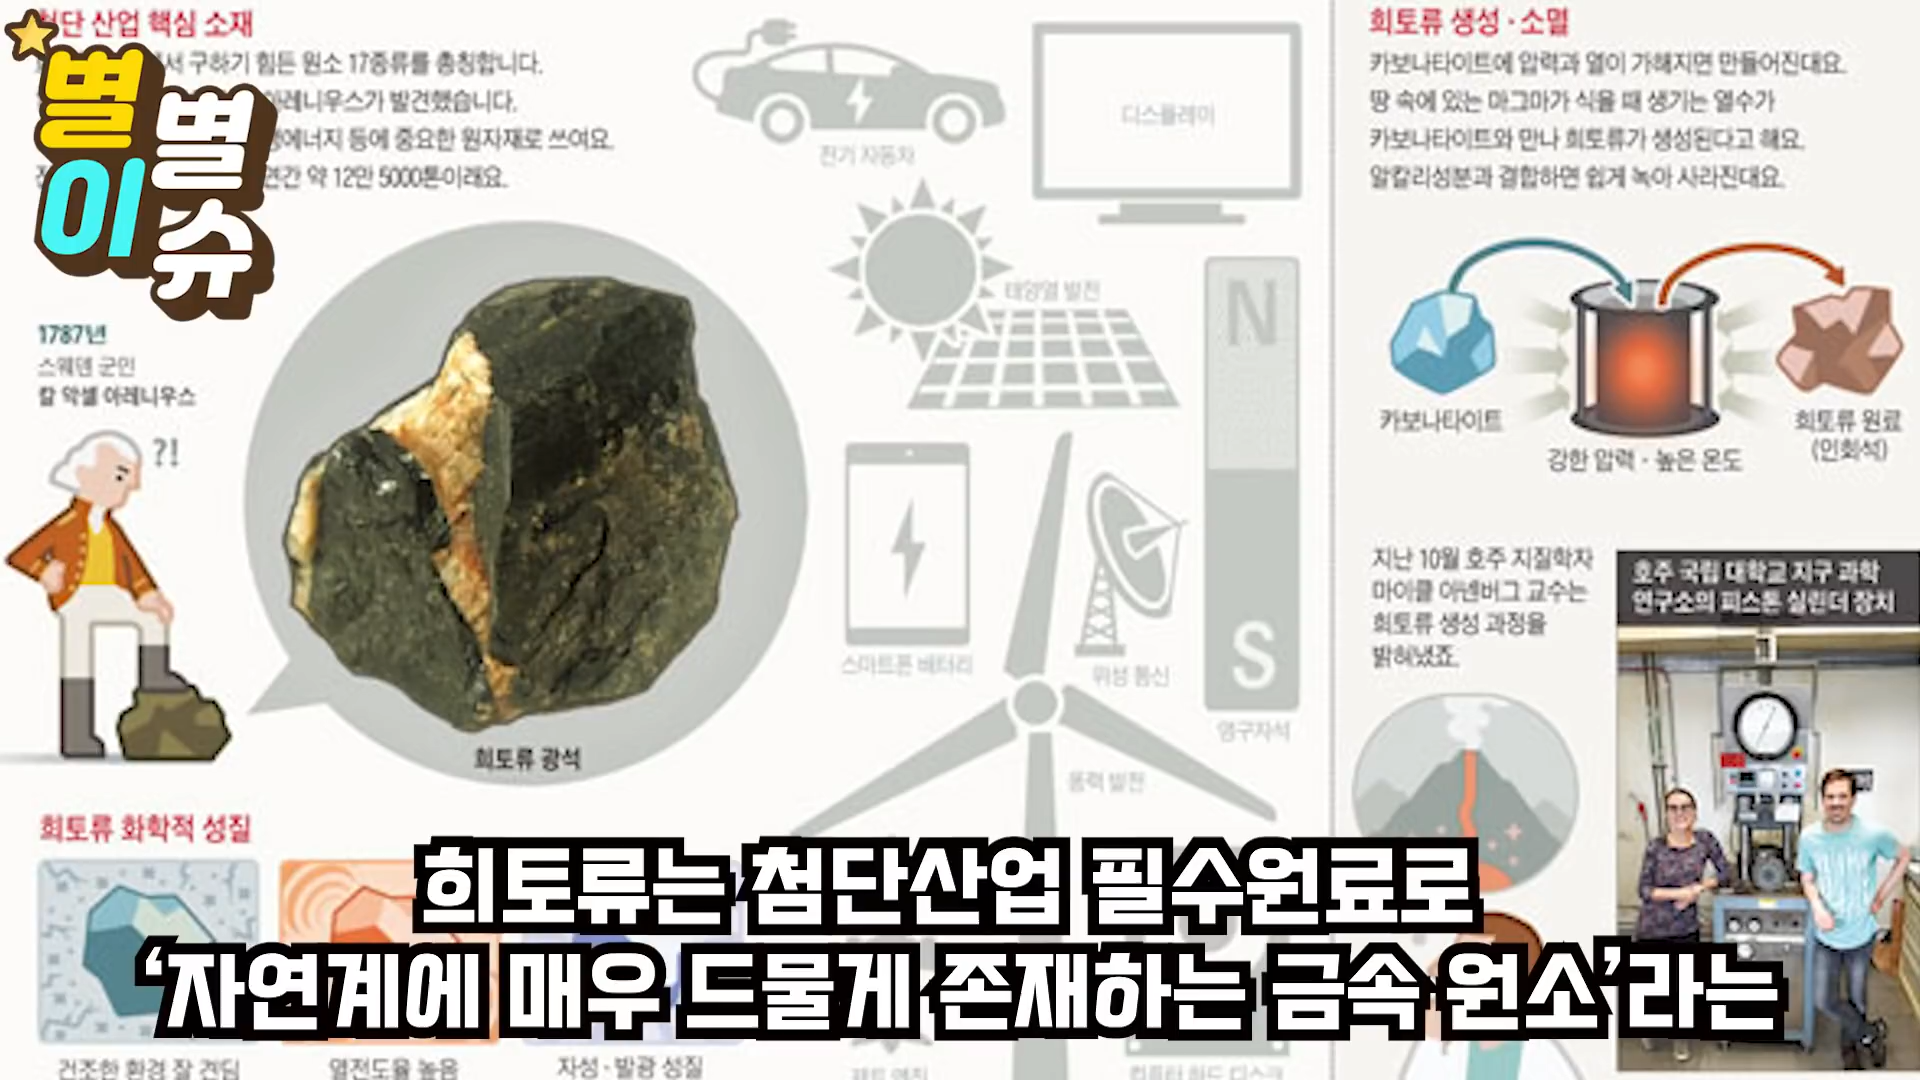 첨단 산업 핵심 소재
서 구하기 힘든 원소 17종류를 총칭합니다.
아레니우스가 발견했습니다.
에너지 등에 중요한 원자재로 쓰여요.
연간 약 12만 5000톤이래요.
별별
이슈
1787년
스웨덴 군인
칼 악셀 아레니우스
?!
희토류 광석
전기 자동차
디스플레이
태양열 발전
N
S
스마트폰 배터리
위성 통신
영구자석
풍력 발전
희토류 생성·소멸
카보나타이트에 압력과 열이 가해지면 만들어진대요.
땅 속에 있는 마그마가 식을 때 생기는 열수가
카보나타이트와 만나 희토류가 생성된다고 해요.
알칼리성분과 결합하면 쉽게 녹아 사라진대요.
카보나타이트
강한 압력·높은 온도
희토류 원료
(인회석)
지난 10월 호주 지질학자
마이클 아넨버그 교수는
희토류 생성 과정을
밝혀냈죠.
호주 국립 대학교 지구 과학
연구소의 피스톤 실린더 장치
희토류 화학적 성질
건조한 환경 잘 견딤
열전도율 높음
자성·발광 성질
제트 엔진
컴퓨터 하드 디스크
희토류는 첨단산업 필수원료로
‘자연계에 매우 드물게 존재하는 금속 원소’라는